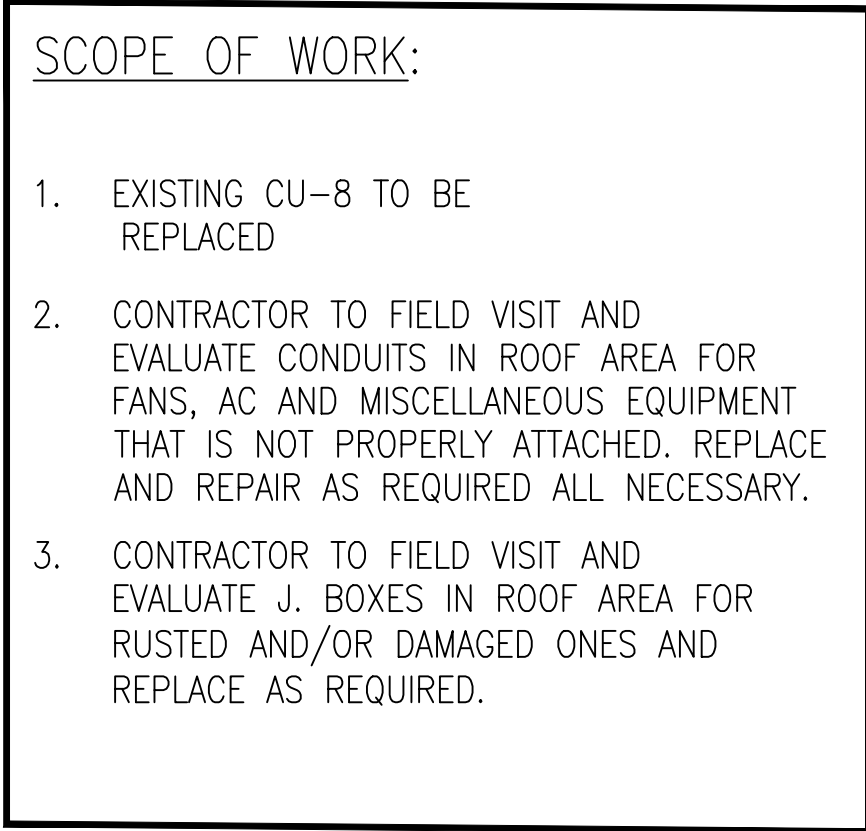 SCOPE OF WORK:
1. EXISTING CU-8 TO BE
REPLACED
2. CONTRACTOR TO FIELD VISIT AND
EVALUATE CONDUITS IN ROOF AREA FOR
FANS, AC AND MISCELLANEOUS EQUIPMENT
THAT IS NOT PROPERLY ATTACHED. REPLACE
AND REPAIR AS REQUIRED ALL NECESSARY.
3. CONTRACTOR TO FIELD VISIT AND
EVALUATE J. BOXES IN ROOF AREA FOR
RUSTED AND/OR DAMAGED ONES AND
REPLACE AS REQUIRED.